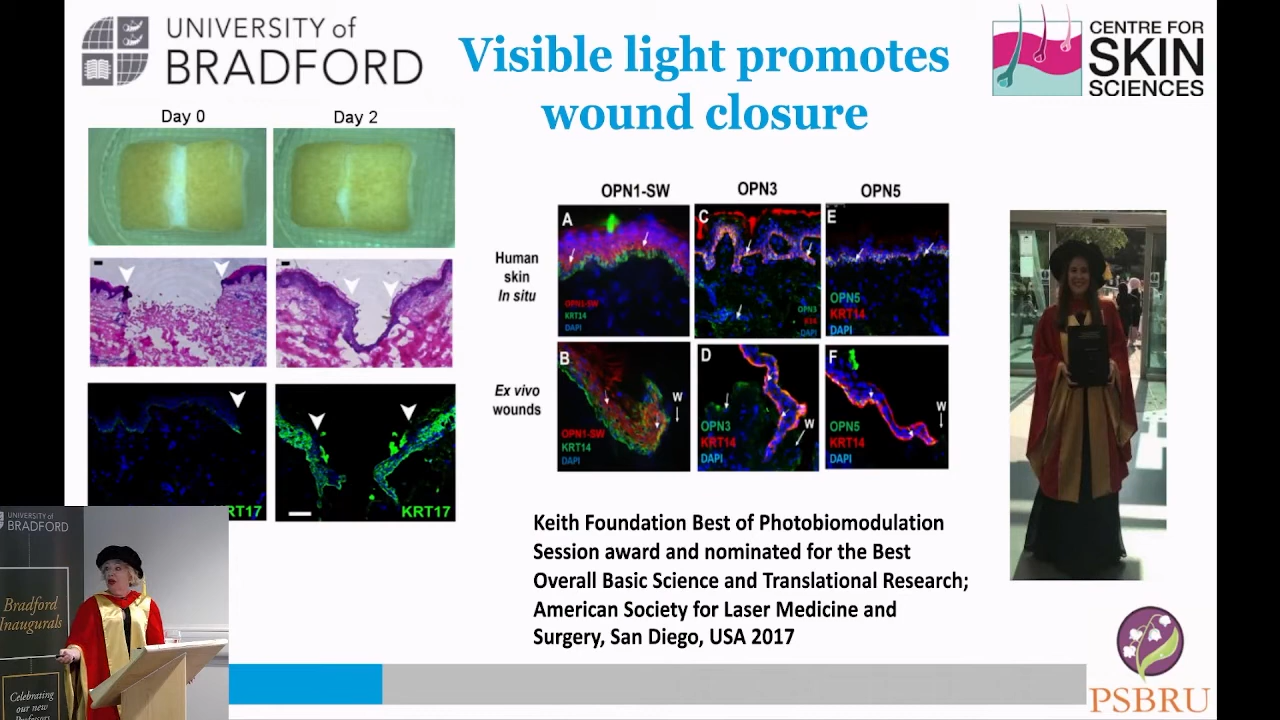 UNIVERSITY of
BRADFORD
Visible light promotes
wound closure
CENTRE FOR
SKIN
SCIENCES
Day 0
Day 2
KRT17
OPN1-SW
OPN3
OPN5
Human
skin
In situ
A
OPN1-SW
KRT14
DAPI
C
OPN3
DAPI
E
OPN5
KRT14
DAPI
Ex vivo
wounds
B
W
OPN1-SW
KRT14
DAPI
D
W
OPN3
KRT14
DAPI
F
W
OPN5
KRT14
DAPI
RT17
Keith Foundation Best of Photobiomodulation
Session award and nominated for the Best
Overall Basic Science and Translational Research;
American Society for Laser Medicine and
Surgery, San Diego, USA 2017
PSBRU
UNIVERSITY of
BRADFORD
Bradford
Inaugurals
Celebrating
our new
Professors